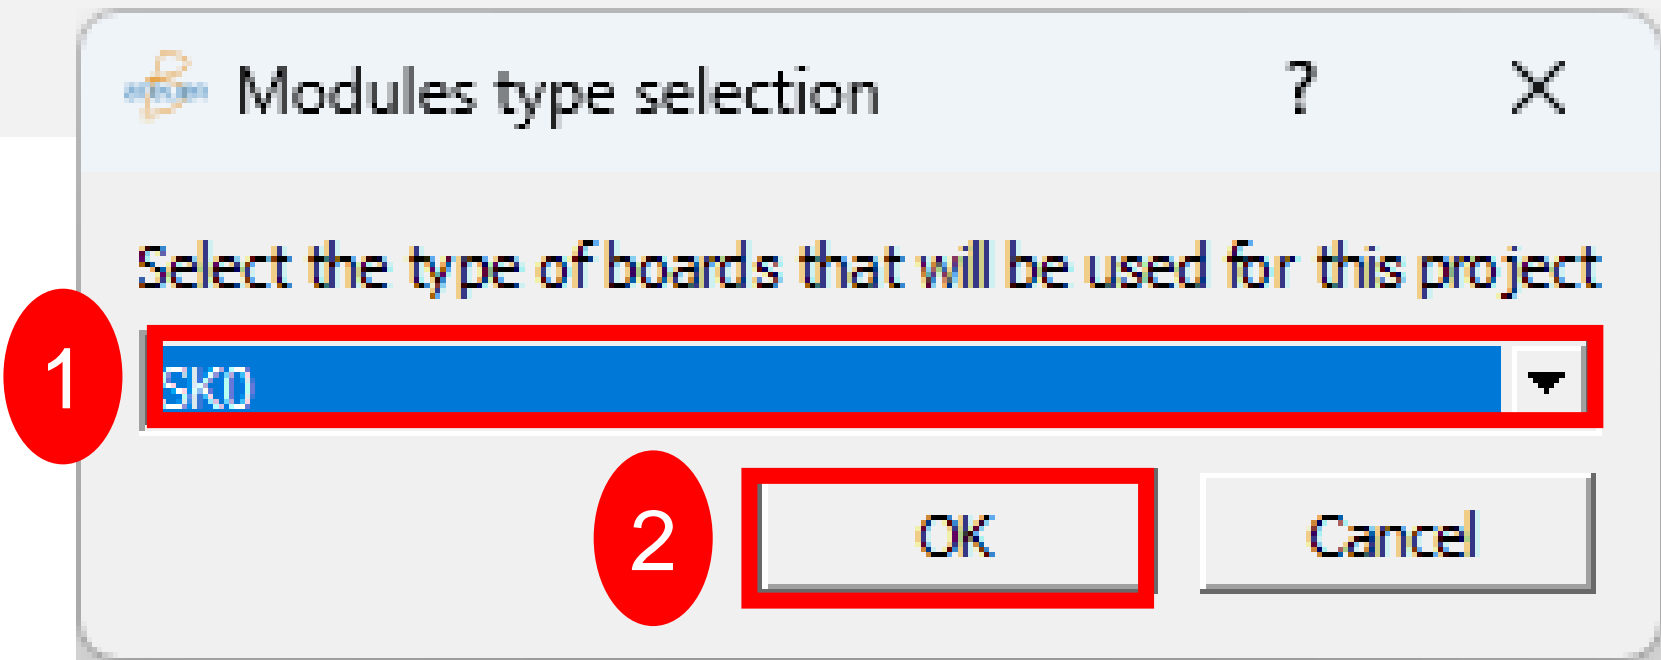 Modules type selection ?
Select the type of boards that will be used for this project
1
SK0
2
OK
Cancel